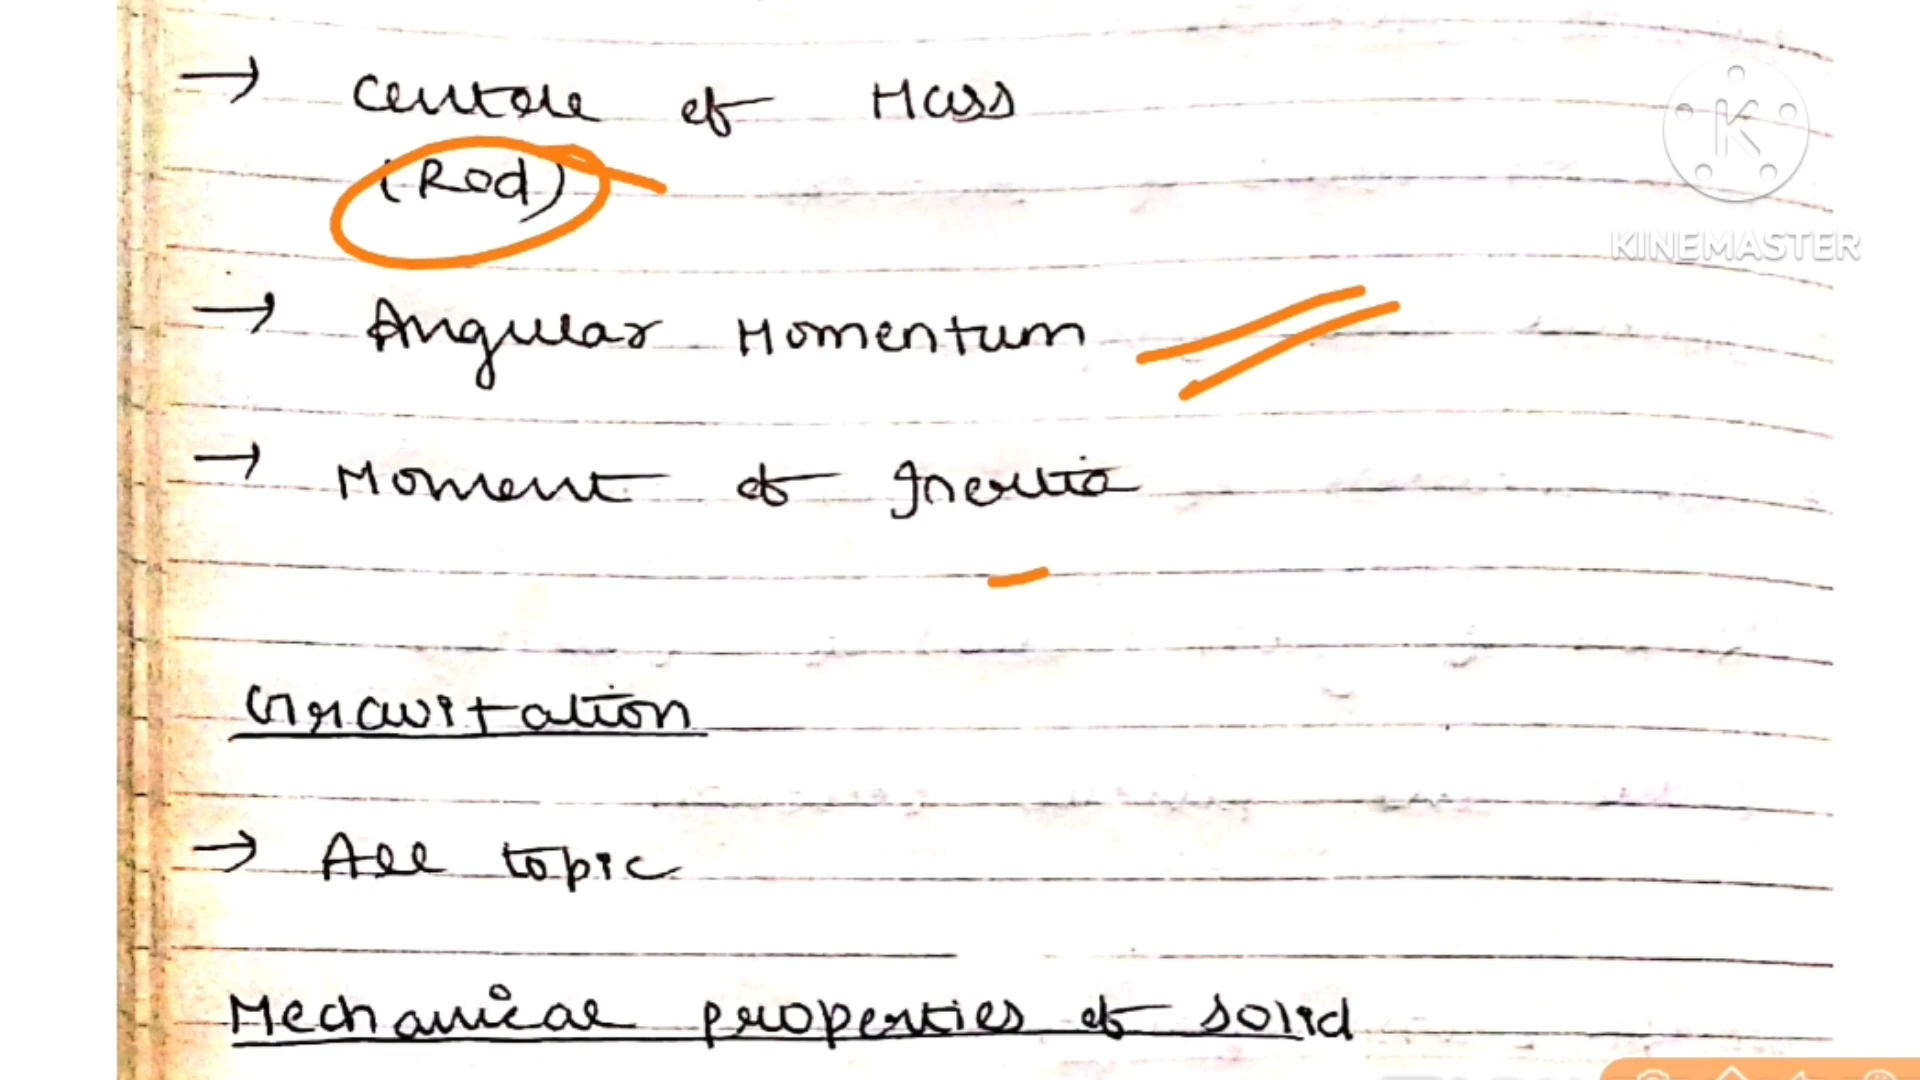 → Centre of Mass
(Rod)
→ Angular Momentum
→ Moment of Inertia
Gravitation
→ All topic
Mechanical properties of solid
K
KINEMASTER